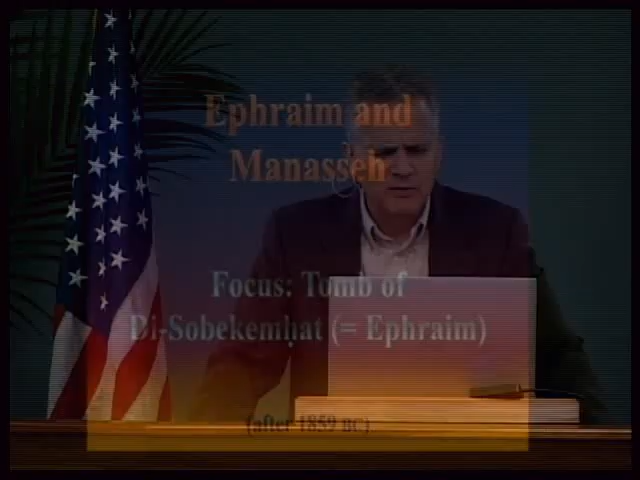 Ephraim and
Manasseh
Focus: Tomb of
Di-Sobekemḥat (= Ephraim)
(after 1859 BC)